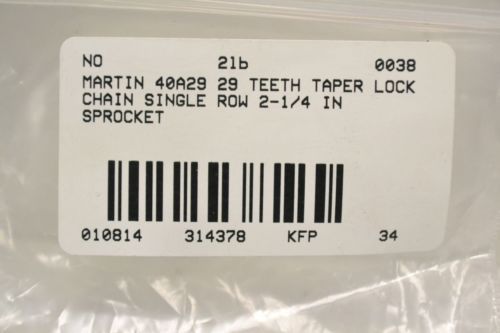 NO 2lb 0038
MARTIN 40A29 29 TEETH TAPER LOCK
CHAIN SINGLE ROW 2-1/4 IN
SPROCKET
010814 314378 KFP 34